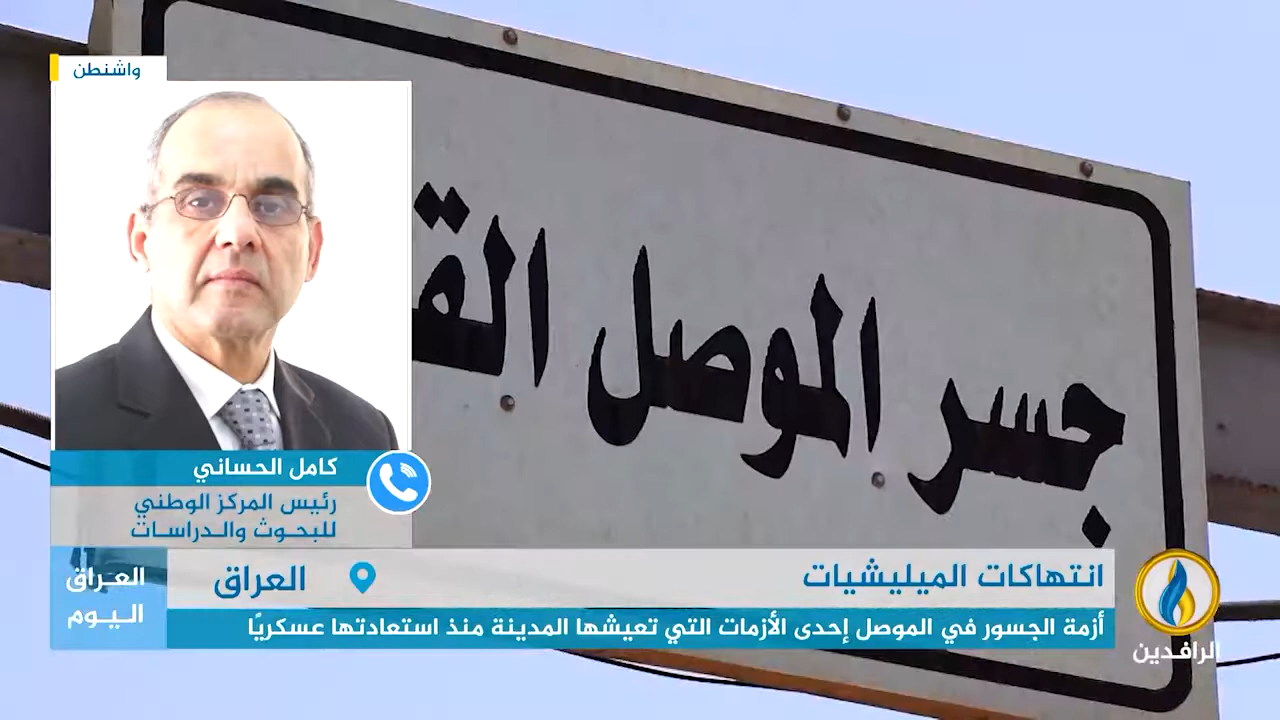 واشنطن
جسر الموصل
كامل الحساني
رئيس المركز الوطني
للبحوث والدراسات
انتهاكات الميليشيات
العراق
أزمة الجسور في الموصل إحدى الأزمات التي تعيشها المدينة منذ استعادتها عسكريًا
العراق
اليوم
الرافدين